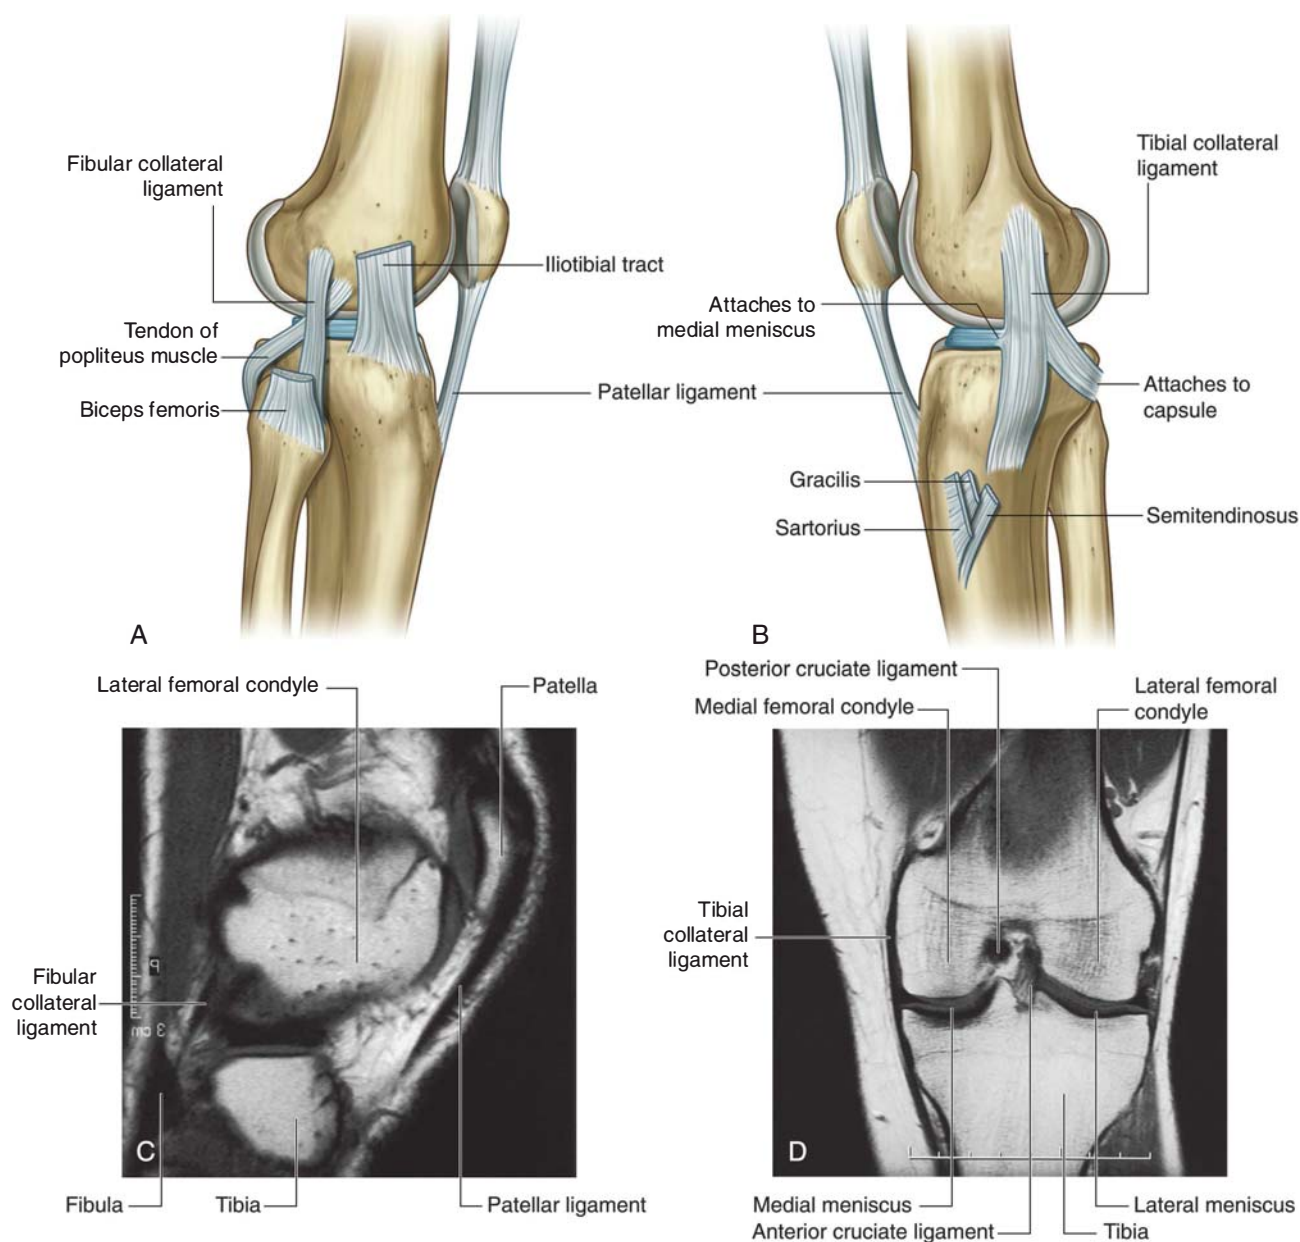 Fibular collateral
ligament
Iliotibial tract
Tendon of
popliteus muscle
Biceps femoris
Patellar ligament
Tibial collateral
ligament
Attaches to
medial meniscus
Attaches to
capsule
Gracilis
Sartorius
Semitendinosus
A
B
Lateral femoral condyle
Patella
Fibular
collateral
ligament
P
3 cm
C
Fibula
Tibia
Patellar ligament
Posterior cruciate ligament
Medial femoral condyle
Lateral femoral
condyle
Tibial
collateral
ligament
D
Medial meniscus
Anterior cruciate ligament
Lateral meniscus
Tibia